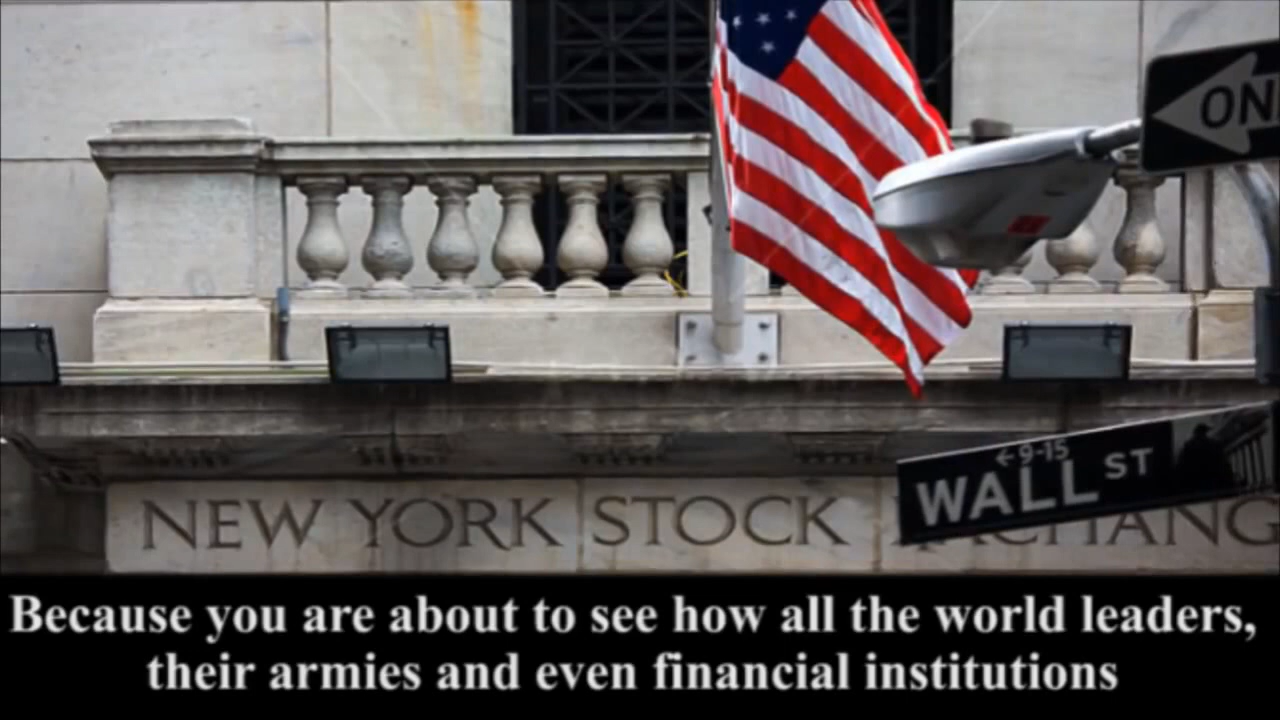 ON
←9-15
WALL ST
NEW YORK STOCK
Because you are about to see how all the world leaders,
their armies and even financial institutions